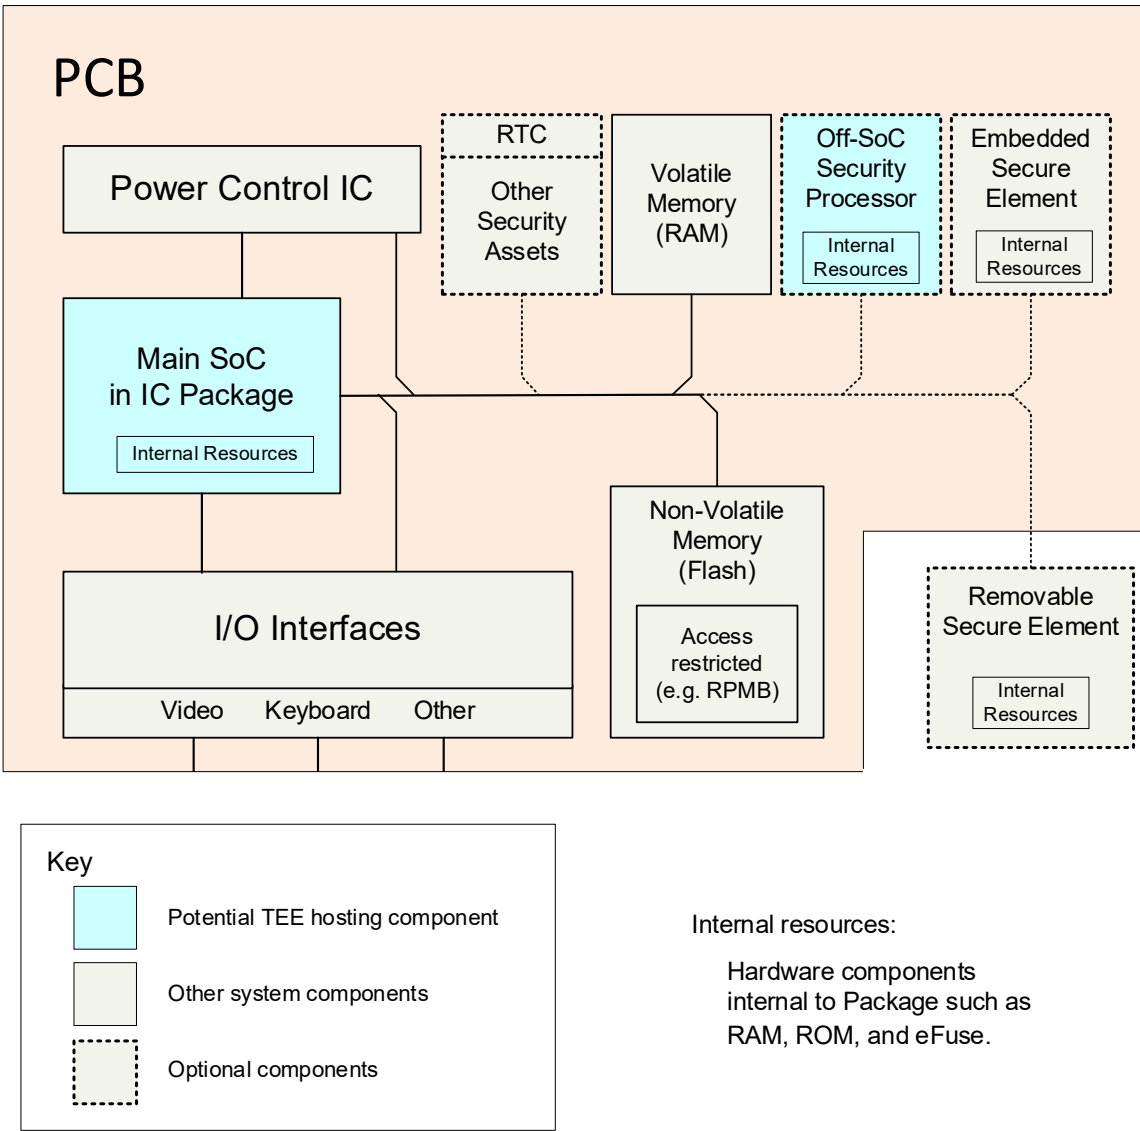 PCB
Power Control IC
RTC
Other
Security
Assets
Volatile
Memory
(RAM)
Off-SoC
Security
Processor
Internal
Resources
Embedded
Secure
Element
Internal
Resources
Main SoC
in IC Package
Internal Resources
Non-Volatile
Memory
(Flash)
Access
restricted
(e.g. RPMB)
I/O Interfaces
Video Keyboard Other
Removable
Secure Element
Internal
Resources
Key
Potential TEE hosting component
Other system components
Optional components
Internal resources:
Hardware components
internal to Package such as
RAM, ROM, and eFuse.